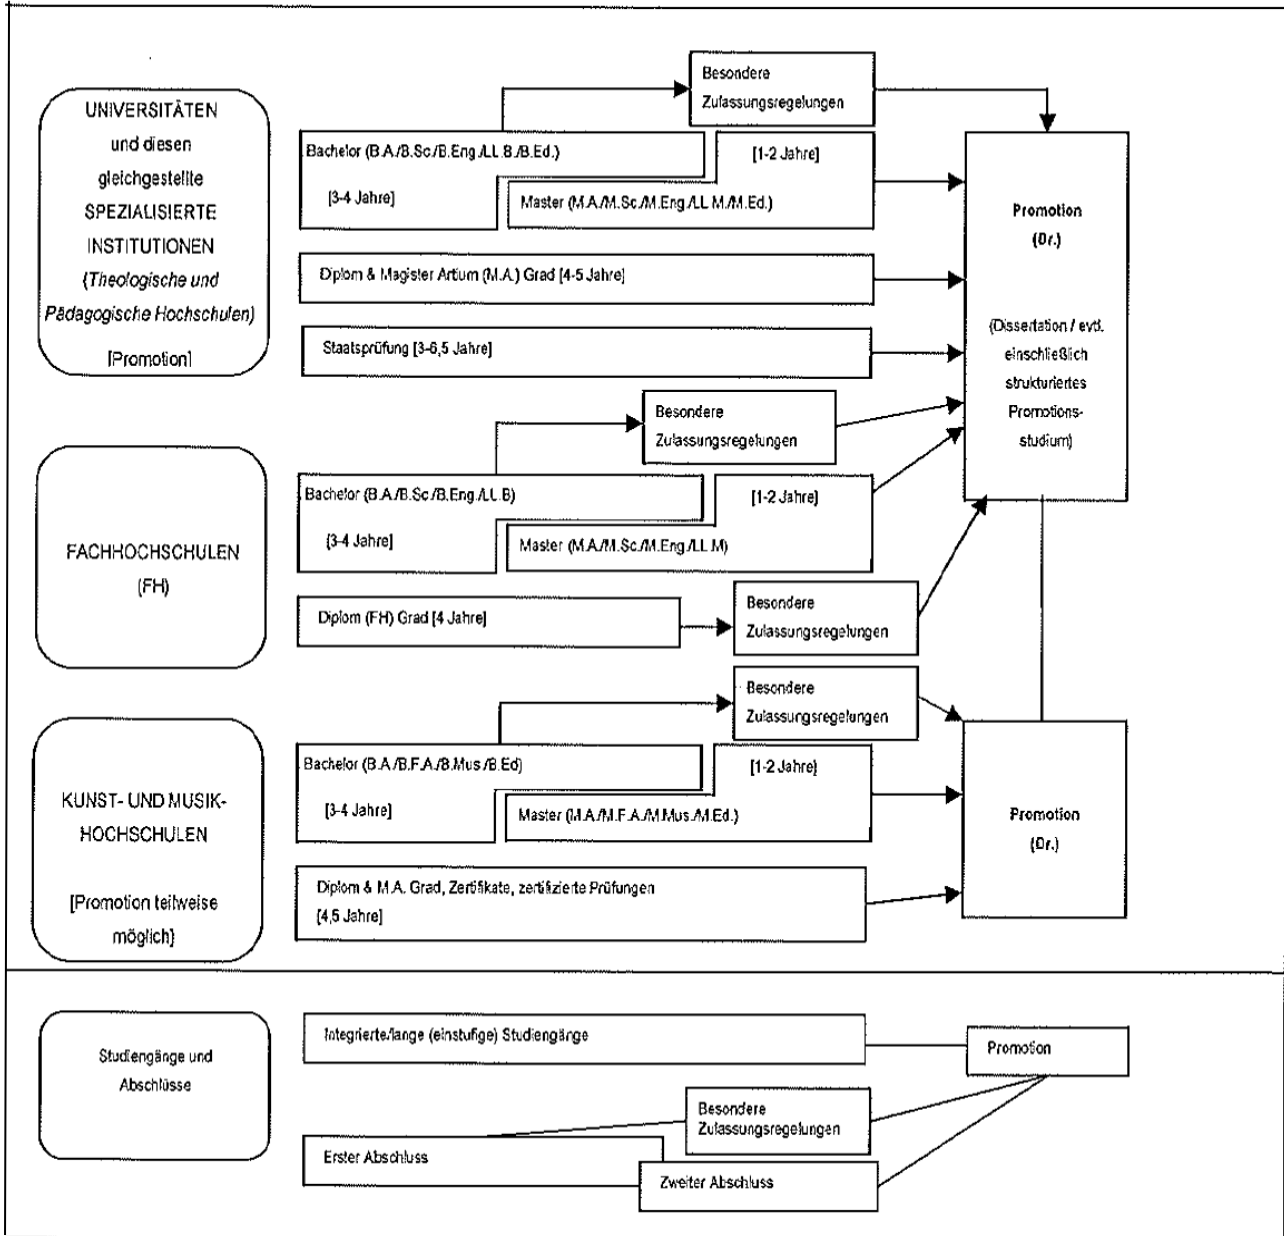 UNIVERSITÄTEN
und diesen
gleichgestellte
SPEZIALISIERTE
INSTITUTIONEN
(Theologische und
Pädagogische Hochschulen)
[Promotion]
Besondere
Zulassungsregelungen
Bachelor (B.A./B.Sc./B.Eng./LL.B./B.Ed.)
[3-4 Jahre]
[1-2 Jahre]
Master (M.A./M.Sc./M.Eng./LL.M./M.Ed.)
Diplom & Magister Artium (M.A.) Grad [4-5 Jahre]
Staatsprüfung [3-6,5 Jahre]
Promotion
(Dr.)
(Dissertation / evtl.
einschließlich
strukturiertes
Promotions-
studium)
FACHHOCHSCHULEN
(FH)
Besondere
Zulassungsregelungen
Bachelor (B.A./B.Sc./B.Eng./LL.B)
[3-4 Jahre]
[1-2 Jahre]
Master (M.A./M.Sc./M.Eng./LL.M)
Diplom (FH) Grad [4 Jahre]
Besondere
Zulassungsregelungen
KUNST- UND MUSIK-
HOCHSCHULEN
[Promotion teilweise
möglich]
Besondere
Zulassungsregelungen
Bachelor (B.A./B.F.A./B.Mus./B.Ed)
[3-4 Jahre]
[1-2 Jahre]
Master (M.A./M.F.A./M.Mus./M.Ed.)
Diplom & M.A. Grad, Zertifikate, zertifizierte Prüfungen
[4,5 Jahre]
Promotion
(Dr.)
Studiengänge und
Abschlüsse
Integrierte/lange (einstufige) Studiengänge
Promotion
Besondere
Zulassungsregelungen
Erster Abschluss
Zweiter Abschluss